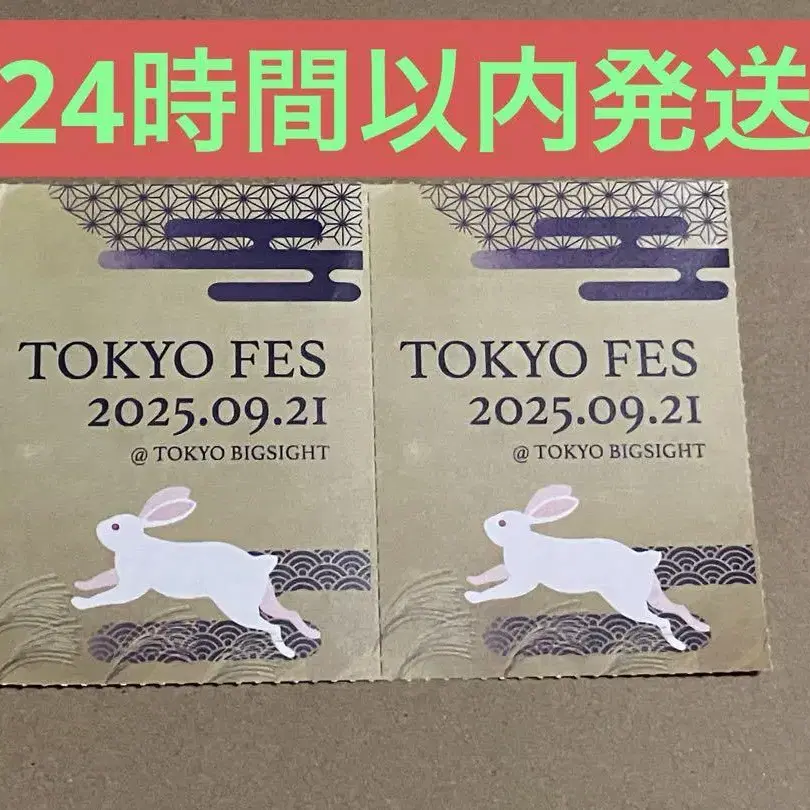 24時間以内発送
TOKYO FES
2025.09.21
@ TOKYO BIGSIGHT
TOKYO FES
2025.09.21
@ TOKYO BIGSIGHT